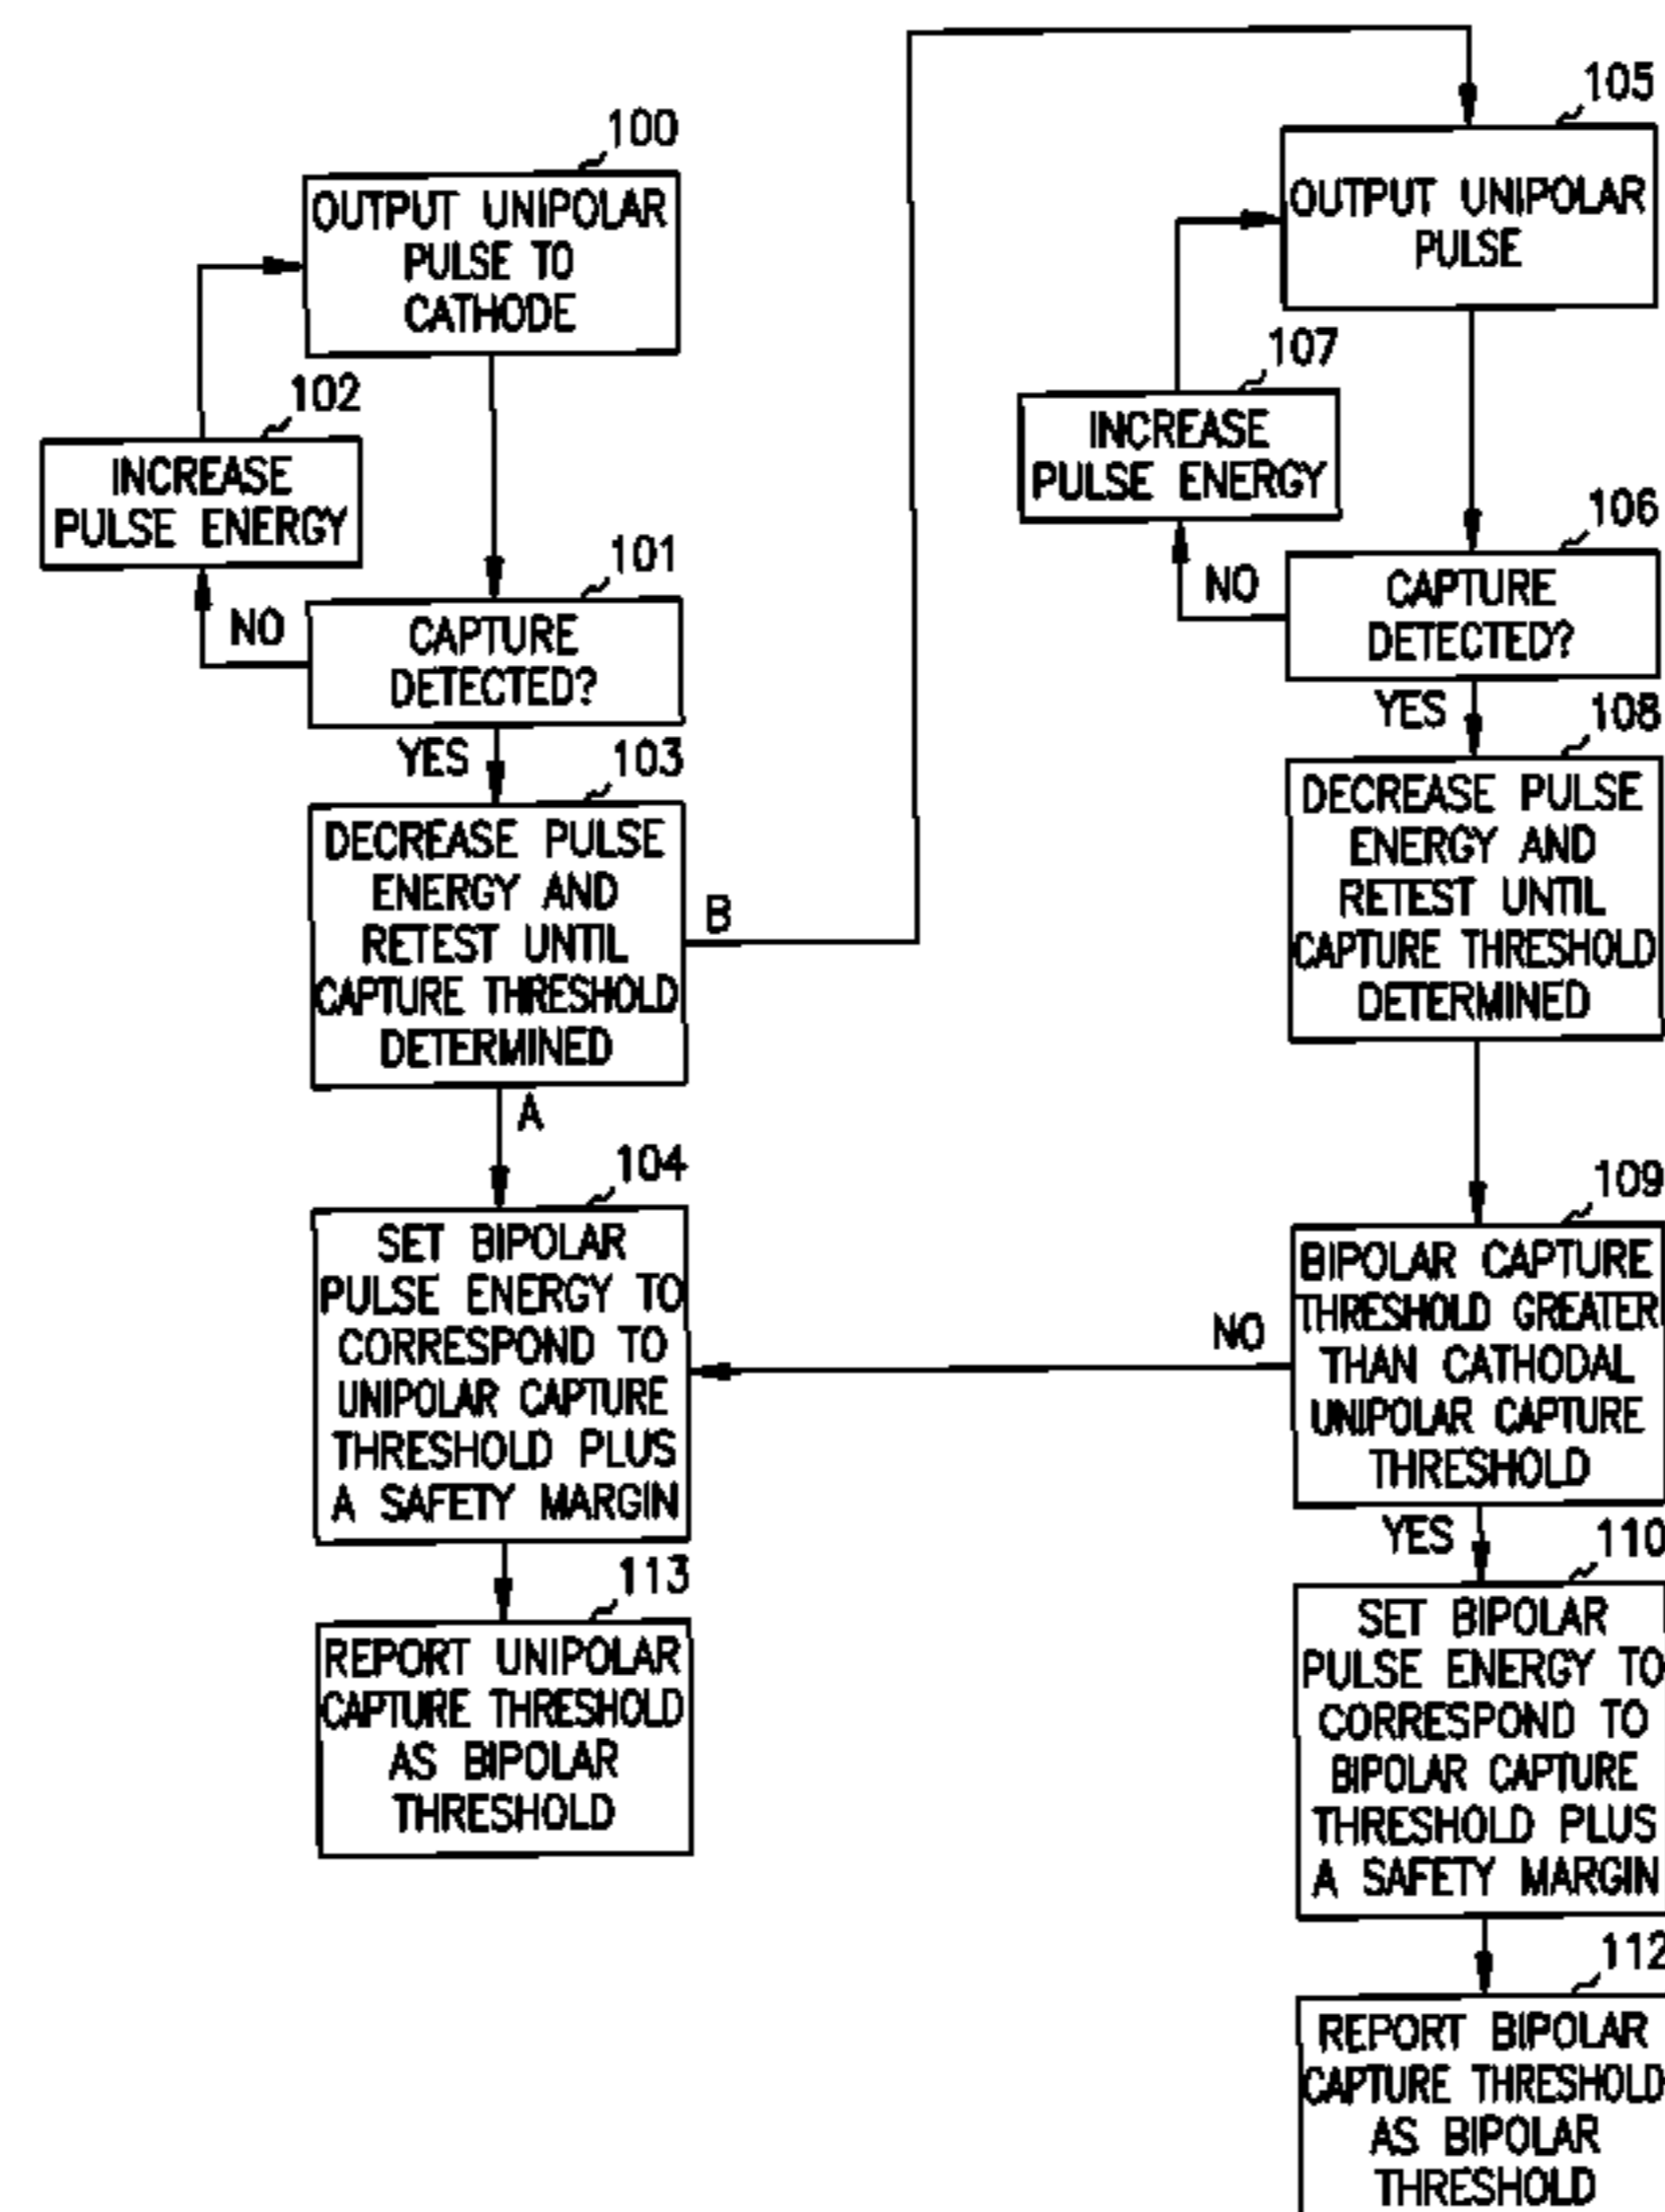 100
OUTPUT UNIPOLAR
PULSE TO
CATHODE
102
INCREASE
PULSE ENERGY
101
NO
CAPTURE
DETECTED?
YES
103
DECREASE PULSE
ENERGY AND
RETEST UNTIL
CAPTURE THRESHOLD
DETERMINED
B
A
104
SET BIPOLAR
PULSE ENERGY TO
CORRESPOND TO
UNIPOLAR CAPTURE
THRESHOLD PLUS
A SAFETY MARGIN
113
REPORT UNIPOLAR
CAPTURE THRESHOLD
AS BIPOLAR
THRESHOLD
105
OUTPUT UNIPOLAR
PULSE
107
INCREASE
PULSE ENERGY
106
NO
CAPTURE
DETECTED?
YES
108
DECREASE PULSE
ENERGY AND
RETEST UNTIL
CAPTURE THRESHOLD
DETERMINED
109
BIPOLAR CAPTURE
THRESHOLD GREATER
THAN CATHODAL
UNIPOLAR CAPTURE
THRESHOLD
NO
YES
110
SET BIPOLAR
PULSE ENERGY TO
CORRESPOND TO
BIPOLAR CAPTURE
THRESHOLD PLUS
A SAFETY MARGIN
112
REPORT BIPOLAR
CAPTURE THRESHOLD
AS BIPOLAR
THRESHOLD